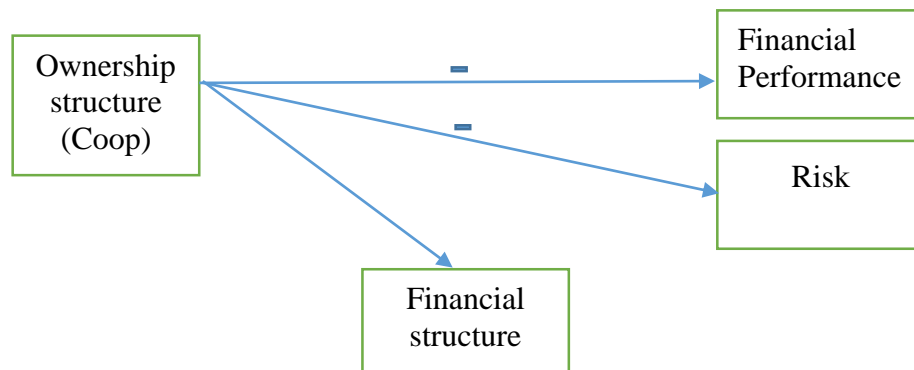 Ownership
structure
(Coop)
-
Financial
Performance
-
Risk
Financial
structure